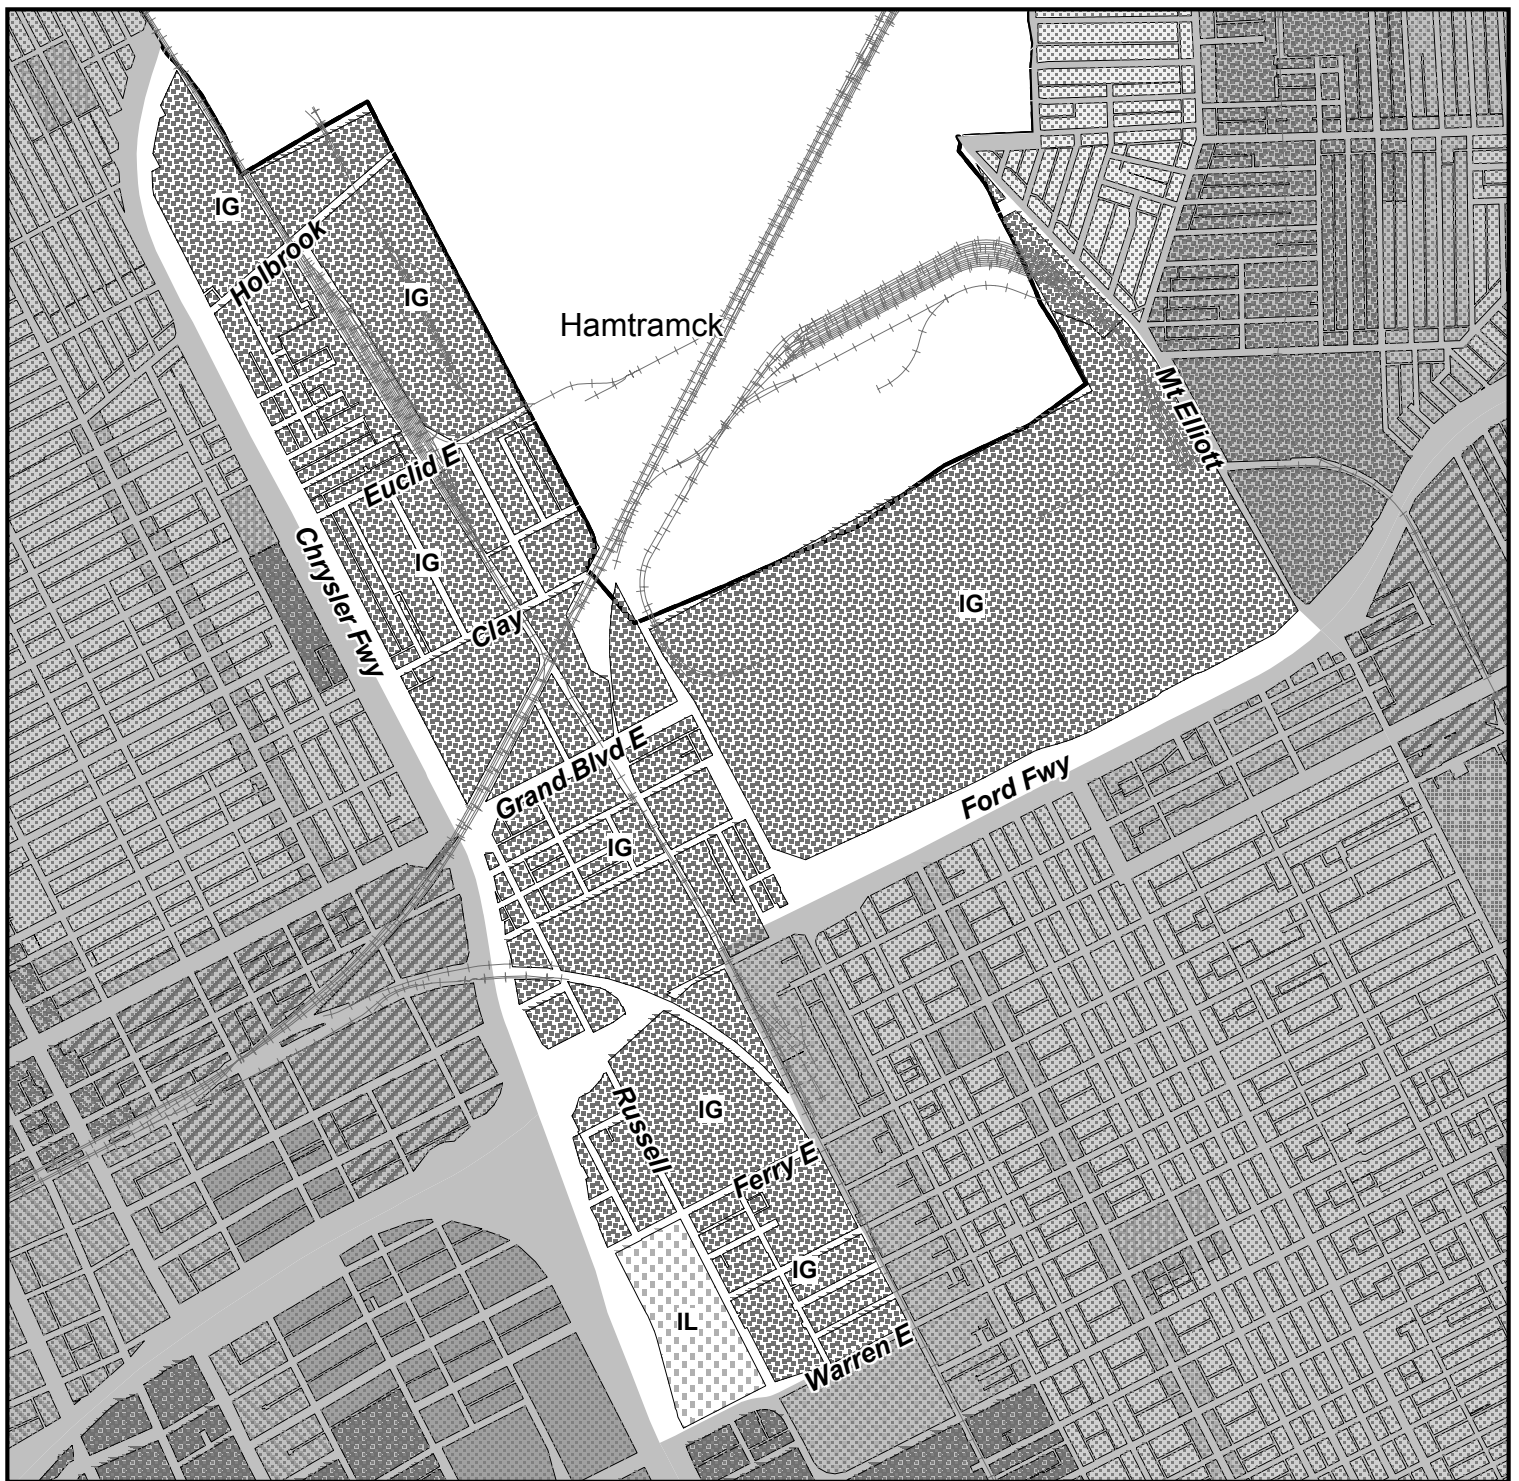 IG
Holbrook
IG
Hamtramck
Mt Elliott
Euclid E
IG
Chrysler Fwy
IG
Clay
Grand Blvd E
Ford Fwy
IG
IG
Russell
Ferry E
IG
IL
Warren E